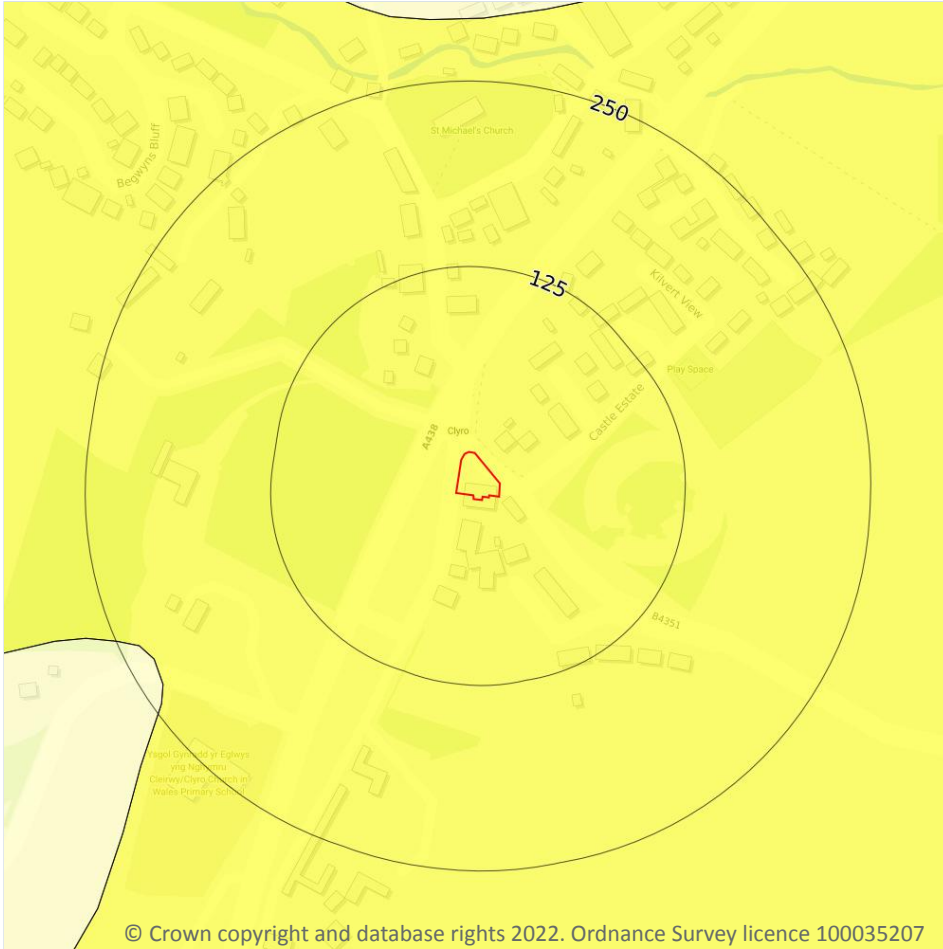 250
St Michael's Church
Begwyns Bluff
125
Kilvert View
Play Space
Castle Estate
A438
Clyro
B4351
Ysgol Gynradd yr Eglwys
yng Nghymru
Cleirwy/Clyro Church in
Wales Primary School
© Crown copyright and database rights 2022. Ordnance Survey licence 100035207